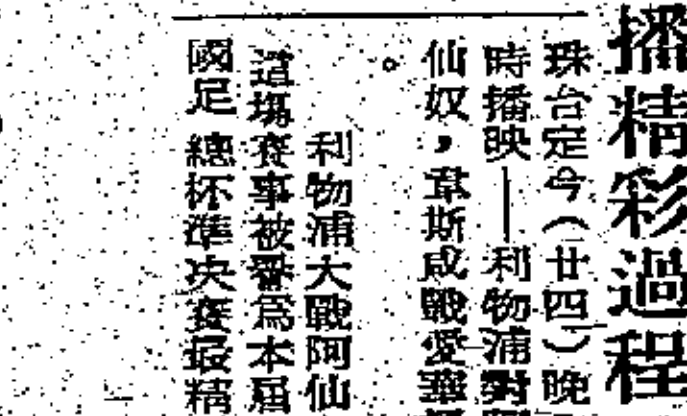 播精彩過程
珠台定今（廿四）晚
時播映——利物浦對
仙奴，韋斯咸戰愛華
。
利物浦大戰阿仙
這場賽事被譽爲本屆
國足總杯準決賽最精